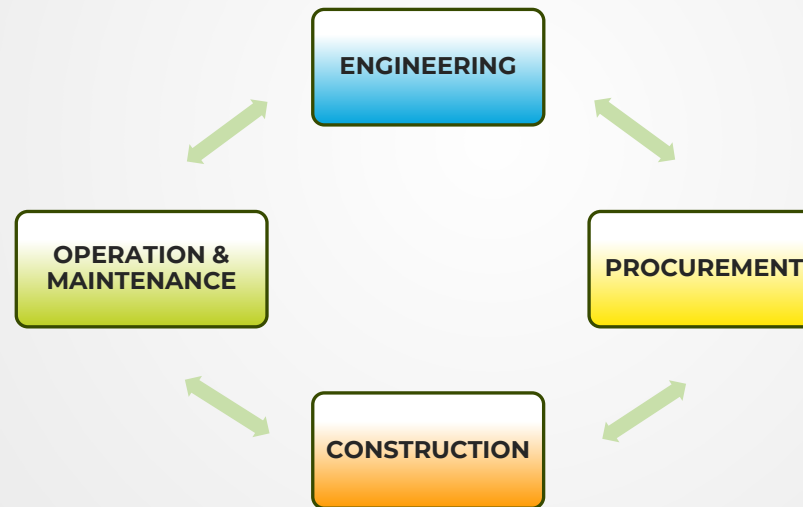 ENGINEERING
OPERATION &
MAINTENANCE
PROCUREMENT
CONSTRUCTION